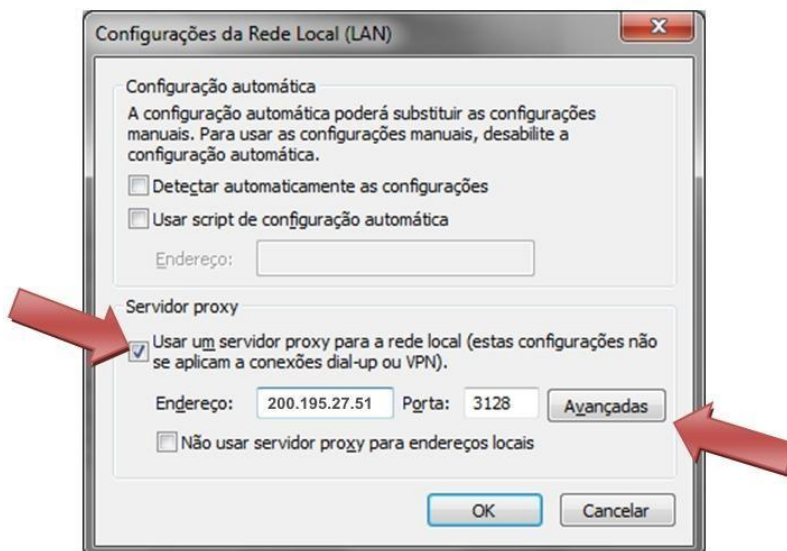 Configurações da Rede Local (LAN)
Configuração automática
A configuração automática poderá substituir as configurações
manuais. Para usar as configurações manuais, desabilite a
configuração automática.
Detectar automaticamente as configurações
Usar script de configuração automática
Endereço:
Servidor proxy
Usar um servidor proxy para a rede local (estas configurações não
se aplicam a conexões dial-up ou VPN).
Endereço: 200.195.27.51 Porta: 3128 Avançadas
Não usar servidor proxy para endereços locais
OK Cancelar